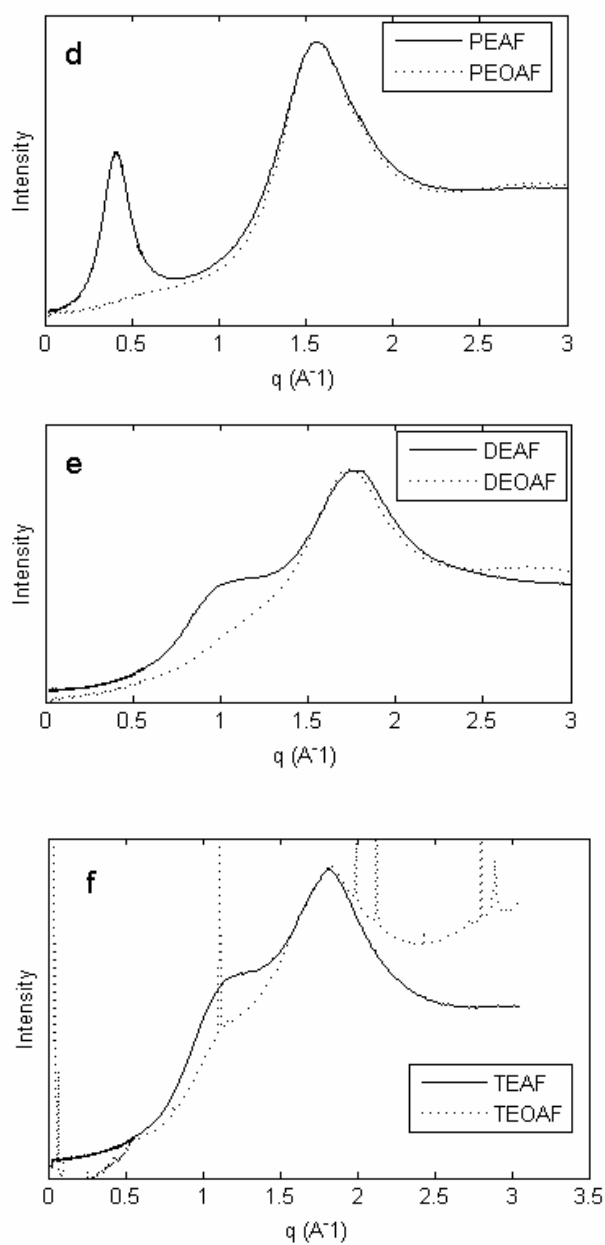 d
PEAF
PEOAF
Intensity
0 0.5 1 1.5 2 2.5 3
q (A^-1)
e
DEAF
DEOAF
Intensity
0 0.5 1 1.5 2 2.5 3
q (A^-1)
f
TEAF
TEOAF
Intensity
0 0.5 1 1.5 2 2.5 3 3.5
q (A^-1)